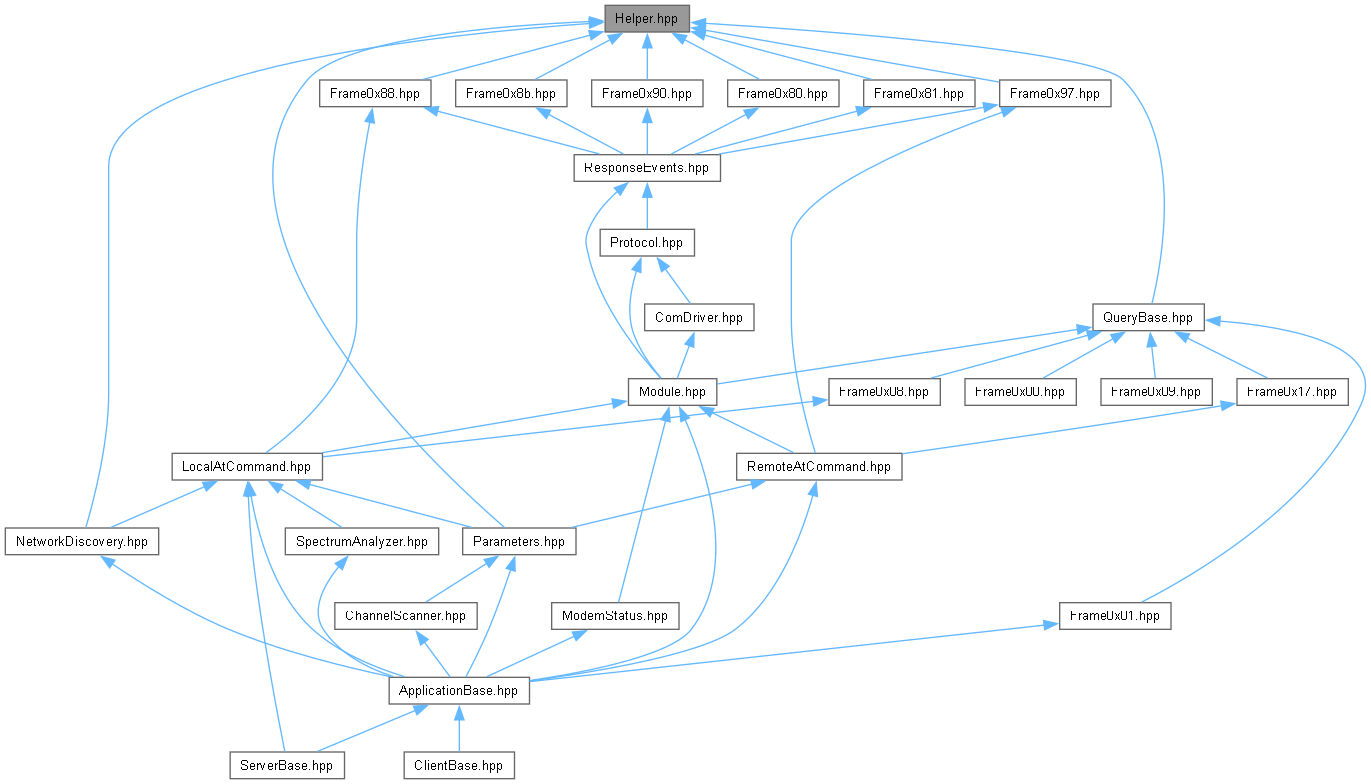 Helper.hpp
Frame0x88.hpp
Frame0x8b.hpp
Frame0x90.hpp
Frame0x80.hpp
Frame0x81.hpp
Frame0x97.hpp
ResponseEvents.hpp
Protocol.hpp
ComDriver.hpp
QueryBase.hpp
Module.hpp
Frame0x08.hpp
Frame0x00.hpp
Frame0x09.hpp
Frame0x17.hpp
LocalAtCommand.hpp
RemoteAtCommand.hpp
NetworkDiscovery.hpp
SpectrumAnalyzer.hpp
Parameters.hpp
ChannelScanner.hpp
ModemStatus.hpp
Frame0x01.hpp
ApplicationBase.hpp
ServerBase.hpp
ClientBase.hpp